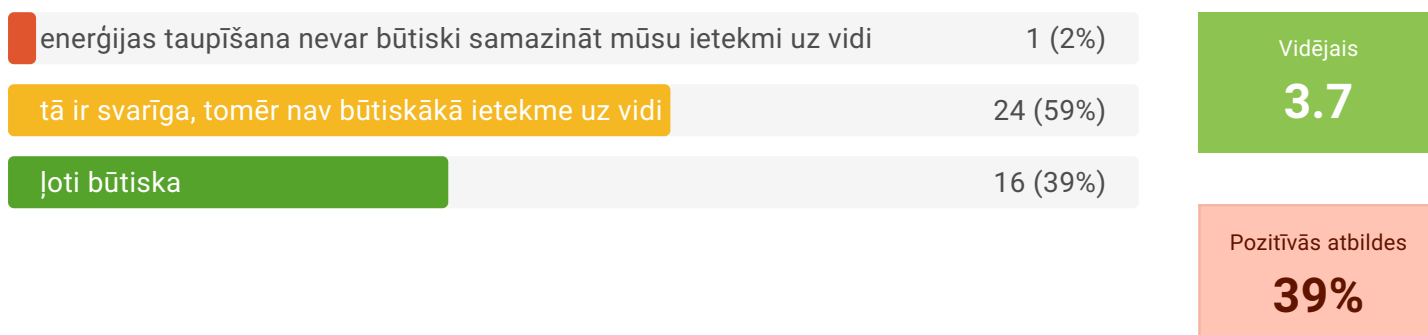 enerģijas taupīšana nevar būtiski samazināt mūsu ietekmi uz vidi 1 (2%)
tā ir svarīga, tomēr nav būtiskākā ietekme uz vidi 24 (59%)
ļoti būtiska 16 (39%)
Vidējais
3.7
Pozitīvās atbildes
39%